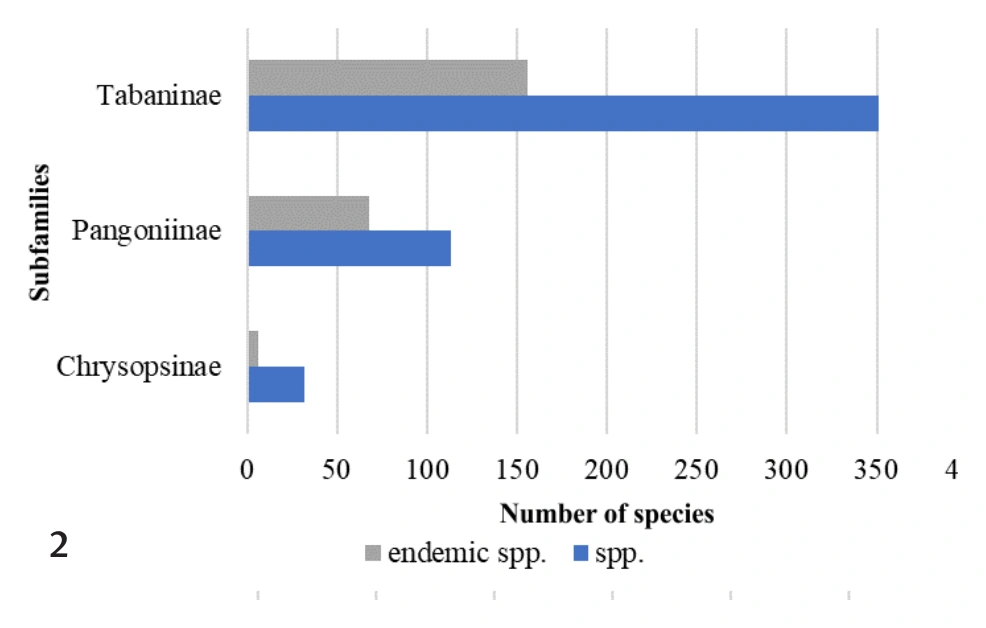 Tabaninae
Pangoniinae
Chrysopsinae
Subfamilies
0 50 100 150 200 250 300 350 4
Number of species
endemic spp. spp.
2